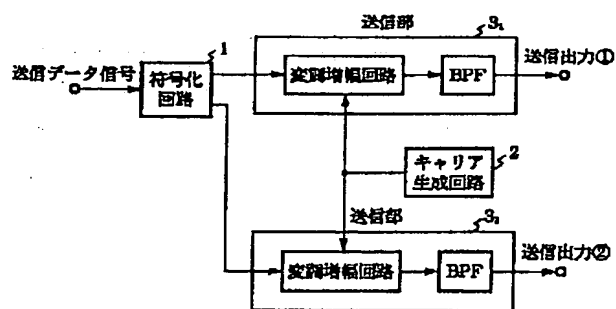 送信部
3₁
1
送信データ信号
符号化
回路
変調増幅回路
BPF
送信出力①
キャリア
生成回路
2
送信部
3₂
変調増幅回路
BPF
送信出力②